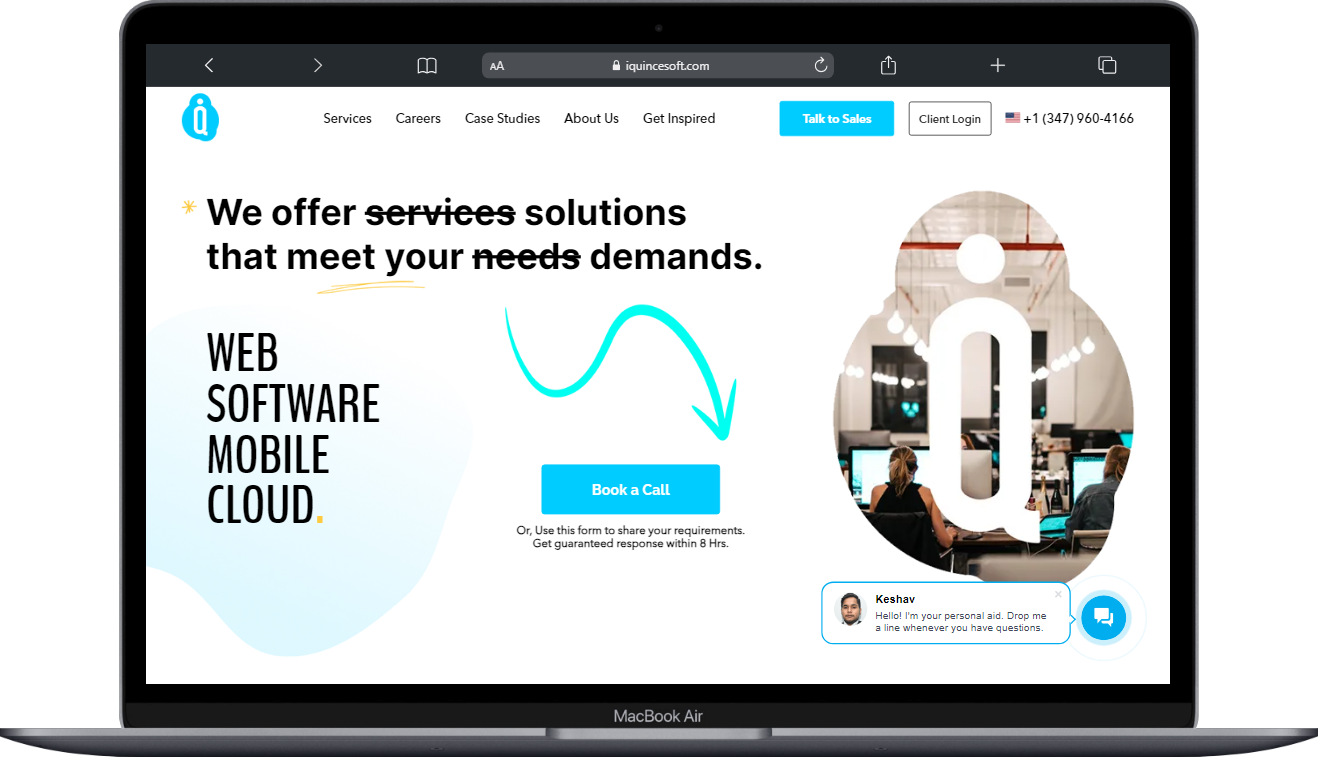 AA iquincesoft.com
Services Careers Case Studies About Us Get Inspired Talk to Sales Client Login +1 (347) 960-4166
We offer services solutions
that meet your needs demands.
WEB
SOFTWARE
MOBILE
CLOUD.
Book a Call
Or, Use this form to share your requirements.
Get guaranteed response within 8 Hrs.
Keshav
Hello! I'm your personal aid. Drop me
a line whenever you have questions.
MacBook Air